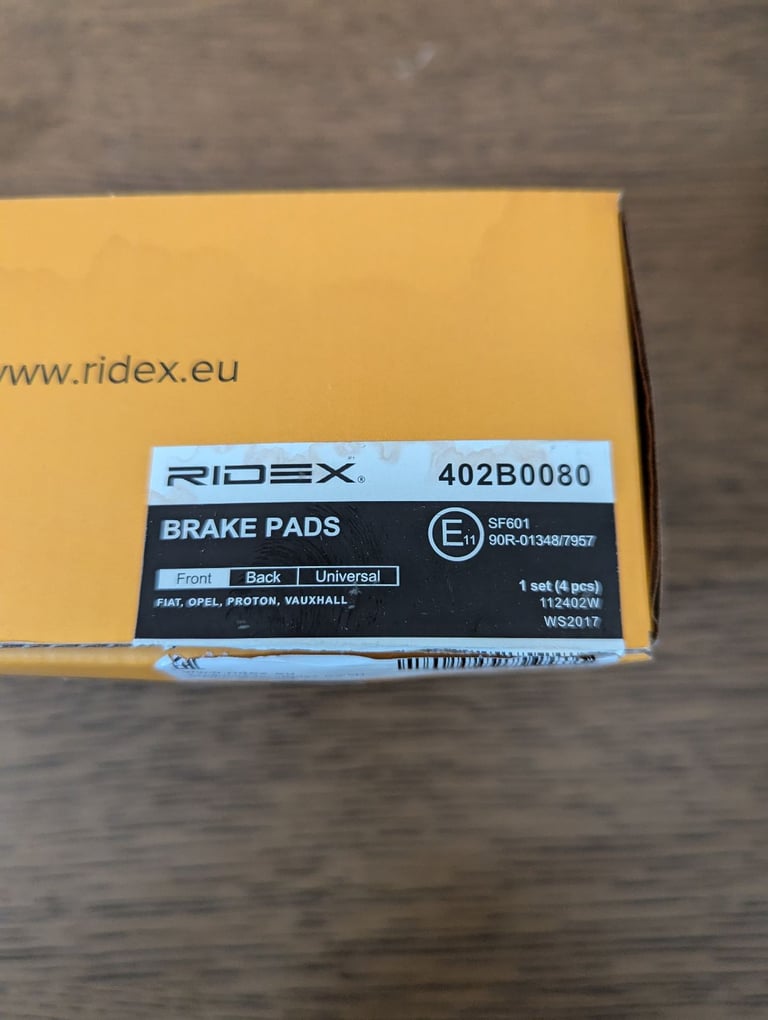 www.ridex.eu
RIDEX®
402B0080
BRAKE PADS
E11
SF601
90R-01348/7957
Front Back Universal
FIAT, OPEL, PROTON, VAUXHALL
1 set (4 pcs)
112402W
WS2017